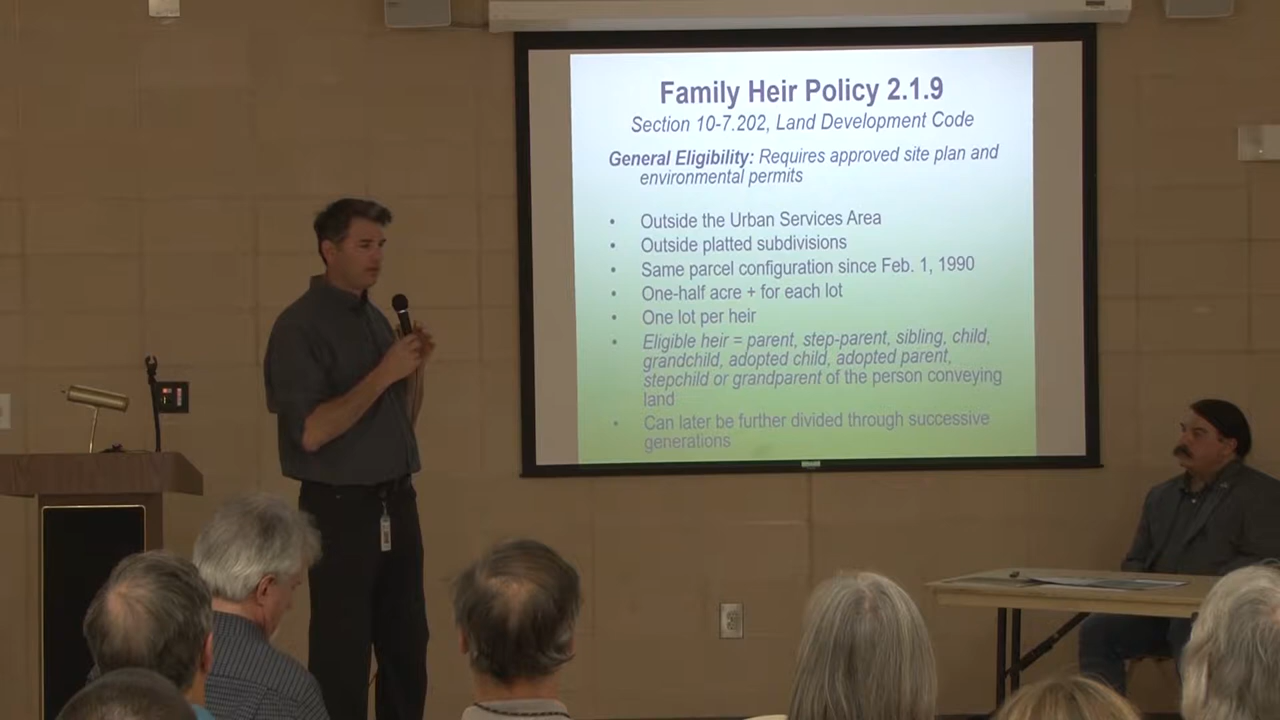 Family Heir Policy 2.1.9
Section 10-7.202, Land Development Code
General Eligibility: Requires approved site plan and
environmental permits
• Outside the Urban Services Area
• Outside platted subdivisions
• Same parcel configuration since Feb. 1, 1990
• One-half acre + for each lot
• One lot per heir
• Eligible heir = parent, step-parent, sibling, child,
grandchild, adopted child, adopted parent,
stepchild or grandparent of the person conveying
land
• Can later be further divided through successive
generations